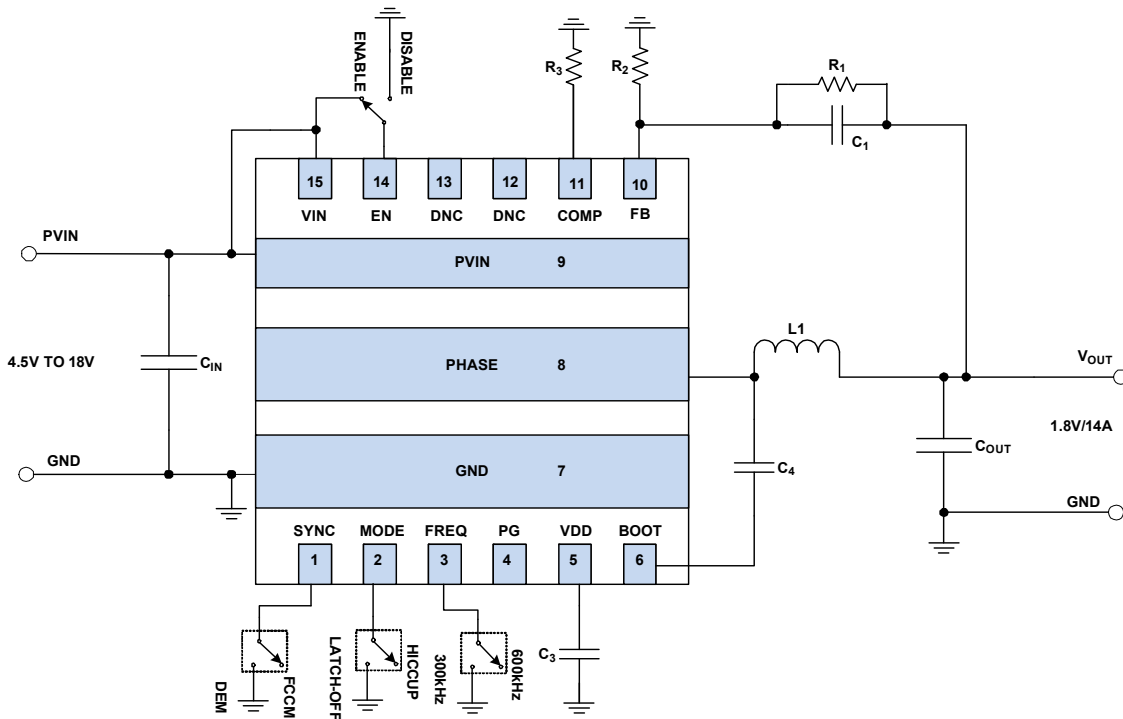 ENABLE
DISABLE
R3
R2
R1
C1
15
14
13
12
11
10
VIN
EN
DNC
DNC
COMP
FB
PVIN
PVIN 9
4.5V TO 18V
CIN
PHASE 8
L1
VOUT
1.8V/14A
COUT
GND
GND 7
C4
GND
SYNC
MODE
FREQ
PG
VDD
BOOT
1
2
3
4
5
6
DEM
FCCM
LATCH-OFF
HICCUP
300kHz
600kHz
C3